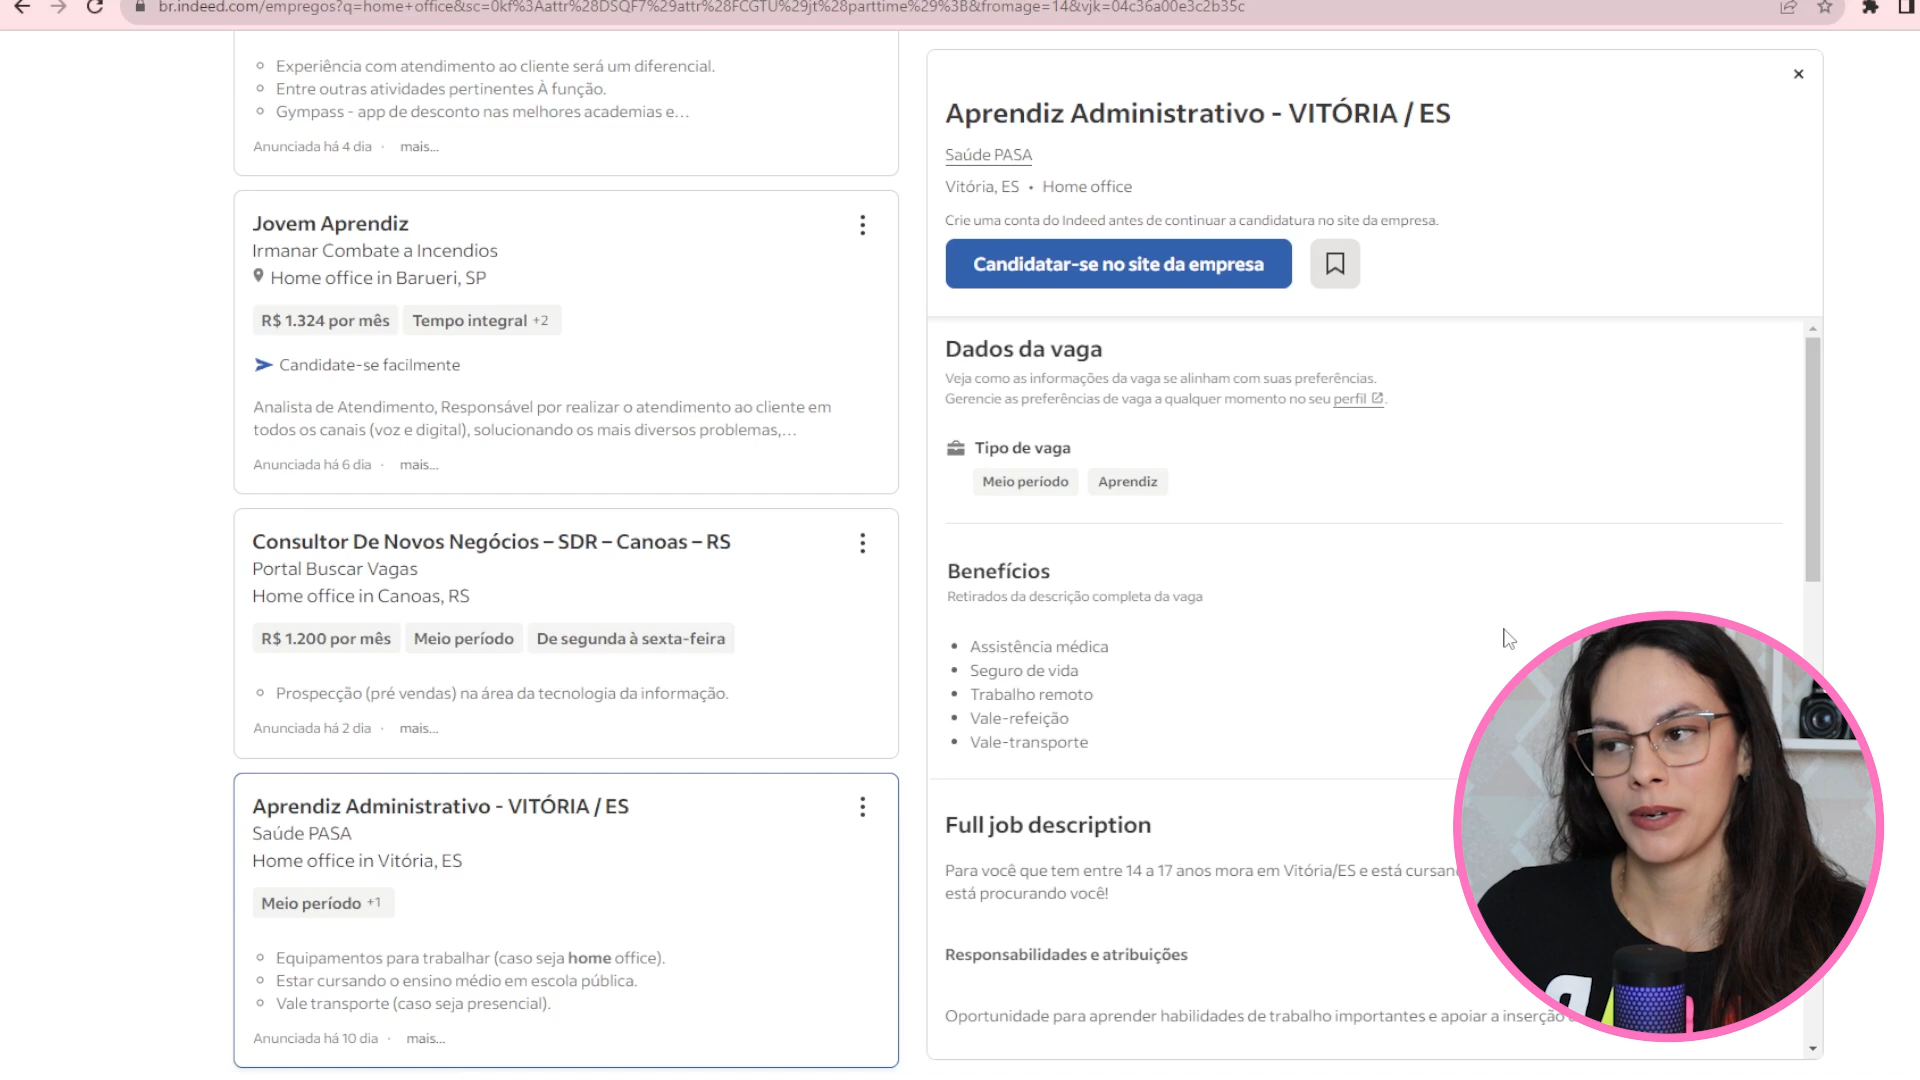 br.indeed.com/empregos?q=home+office&sc=0kf%3Aattr%28DSQF7%29attr%28FCGTU%29jt%28parttime%29%3B&fromage=14&vjk=04c36a00e3c2b35c
Experiência com atendimento ao cliente será um diferencial.
Entre outras atividades pertinentes À função.
Gympass - app de desconto nas melhores academias e...
Anunciada há 4 dia · mais...
Jovem Aprendiz
Irmanar Combate a Incendios
Home office in Barueri, SP
R$ 1.324 por mês Tempo integral +2
Candidate-se facilmente
Analista de Atendimento, Responsável por realizar o atendimento ao cliente em
todos os canais (voz e digital), solucionando os mais diversos problemas,...
Anunciada há 6 dia · mais...
Consultor De Novos Negócios – SDR – Canoas – RS
Portal Buscar Vagas
Home office in Canoas, RS
R$ 1.200 por mês Meio período De segunda à sexta-feira
Prospecção (pré vendas) na área da tecnologia da informação.
Anunciada há 2 dia · mais...
Aprendiz Administrativo - VITÓRIA / ES
Saúde PASA
Home office in Vitória, ES
Meio período +1
Equipamentos para trabalhar (caso seja home office).
Estar cursando o ensino médio em escola pública.
Vale transporte (caso seja presencial).
Anunciada há 10 dia · mais...
Aprendiz Administrativo - VITÓRIA / ES
Saúde PASA
Vitória, ES • Home office
Crie uma conta do Indeed antes de continuar a candidatura no site da empresa.
Candidatar-se no site da empresa
Dados da vaga
Veja como as informações da vaga se alinham com suas preferências.
Gerencie as preferências de vaga a qualquer momento no seu perfil.
Tipo de vaga
Meio período Aprendiz
Benefícios
Retirados da descrição completa da vaga
Assistência médica
Seguro de vida
Trabalho remoto
Vale-refeição
Vale-transporte
Full job description
Para você que tem entre 14 a 17 anos mora em Vitória/ES e está
está procurando você!
Responsabilidades e atribuições
Oportunidade para aprender habilidades de trabalho importantes e apoiar a inserção